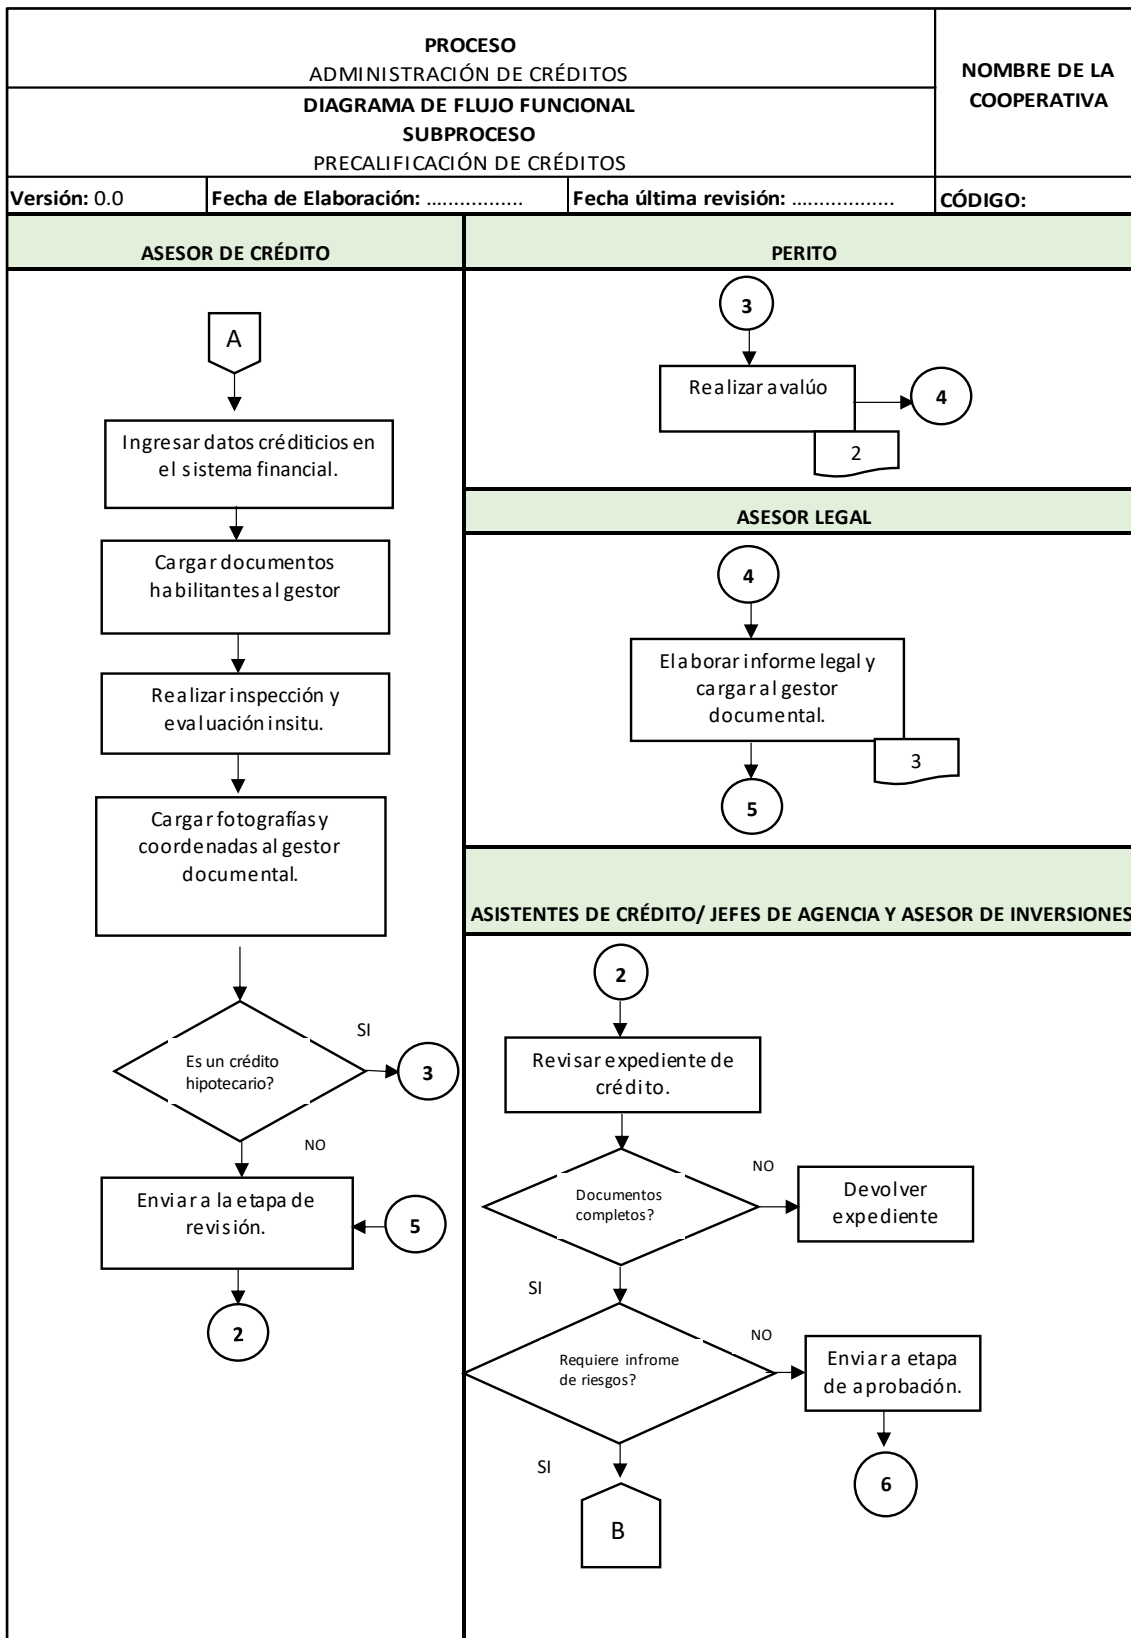 PROCESO
ADMINISTRACIÓN DE CRÉDITOS
DIAGRAMA DE FLUJO FUNCIONAL
SUBPROCESO
PRECALIFICACIÓN DE CRÉDITOS
NOMBRE DE LA
COOPERATIVA
Versión: 0.0
Fecha de Elaboración: .................
Fecha última revisión: ..................
CÓDIGO:
ASESOR DE CRÉDITO
A
Ingresar datos créditicios en
el sistema financial.
Cargar documentos
habilitantes al gestor
Realizar inspección y
evaluación insitu.
Cargar fotografías y
coordenadas al gestor
documental.
Es un crédito
hipotecario?
SI
3
NO
Enviar a la etapa de
revisión.
5
2
PERITO
3
Realizar avalúo
4
2
ASESOR LEGAL
4
Elaborar informe legal y
cargar al gestor
documental.
3
5
ASISTENTES DE CRÉDITO/ JEFES DE AGENCIA Y ASESOR DE INVERSIONES
2
Revisar expediente de
crédito.
Documentos
completos?
NO
Devolver
expediente
SI
Requiere infrome
de riesgos?
NO
Enviar a etapa
de aprobación.
SI
6
B